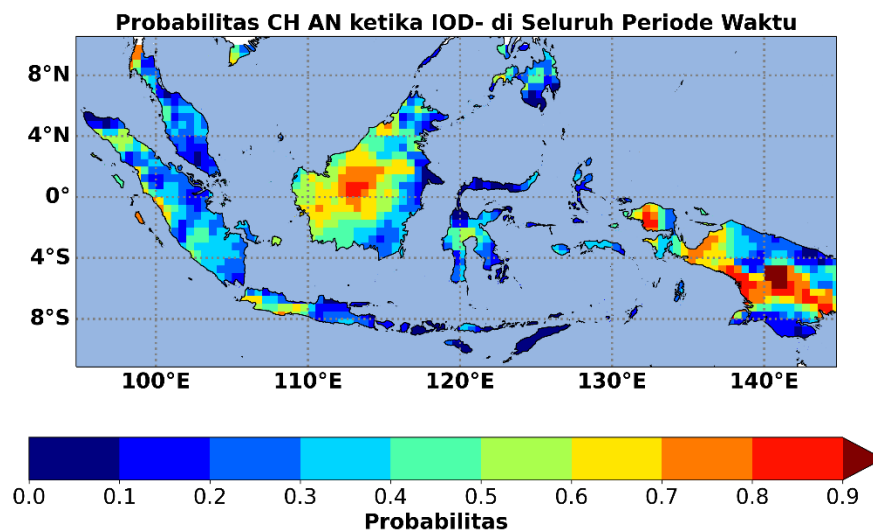 Probabilitas CH AN ketika IOD- di Seluruh Periode Waktu
8°N
4°N
0°
4°S
8°S
100°E 110°E 120°E 130°E 140°E
0.0 0.1 0.2 0.3 0.4 0.5 0.6 0.7 0.8 0.9
Probabilitas